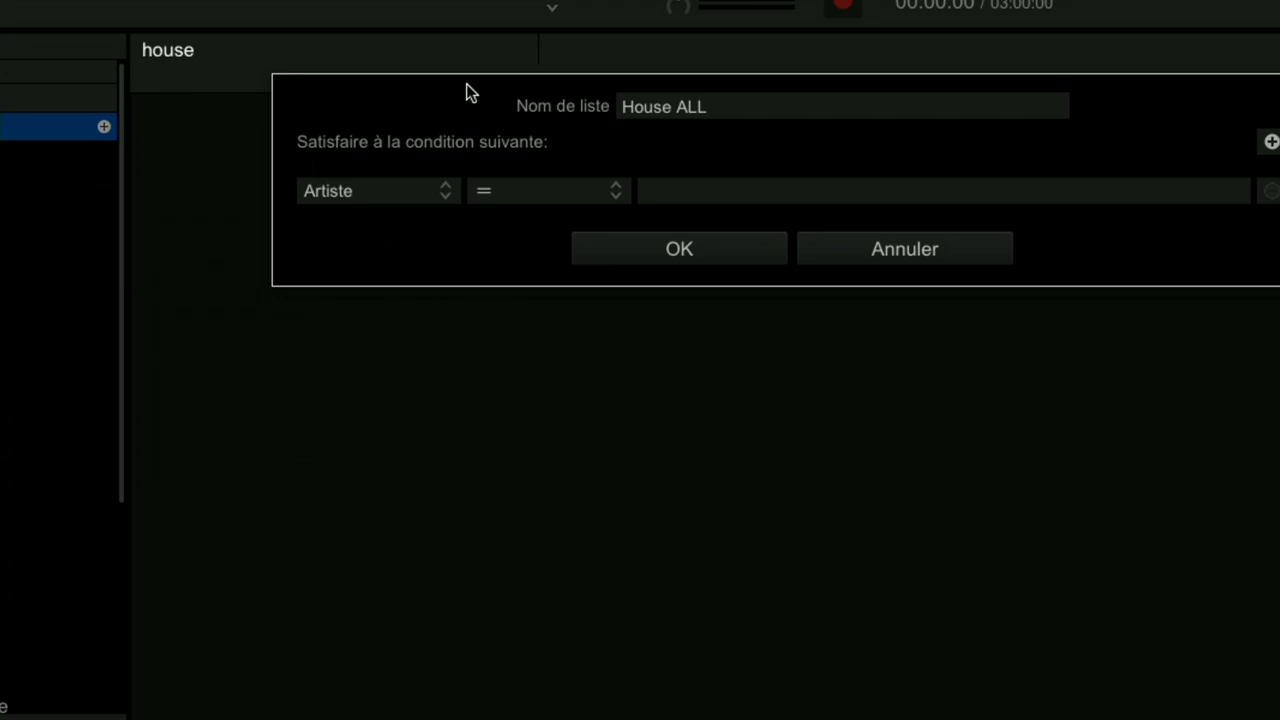 00:00:00 / 03:00:00
house
Nom de liste House ALL
Satisfaire à la condition suivante:
Artiste =
OK Annuler
e